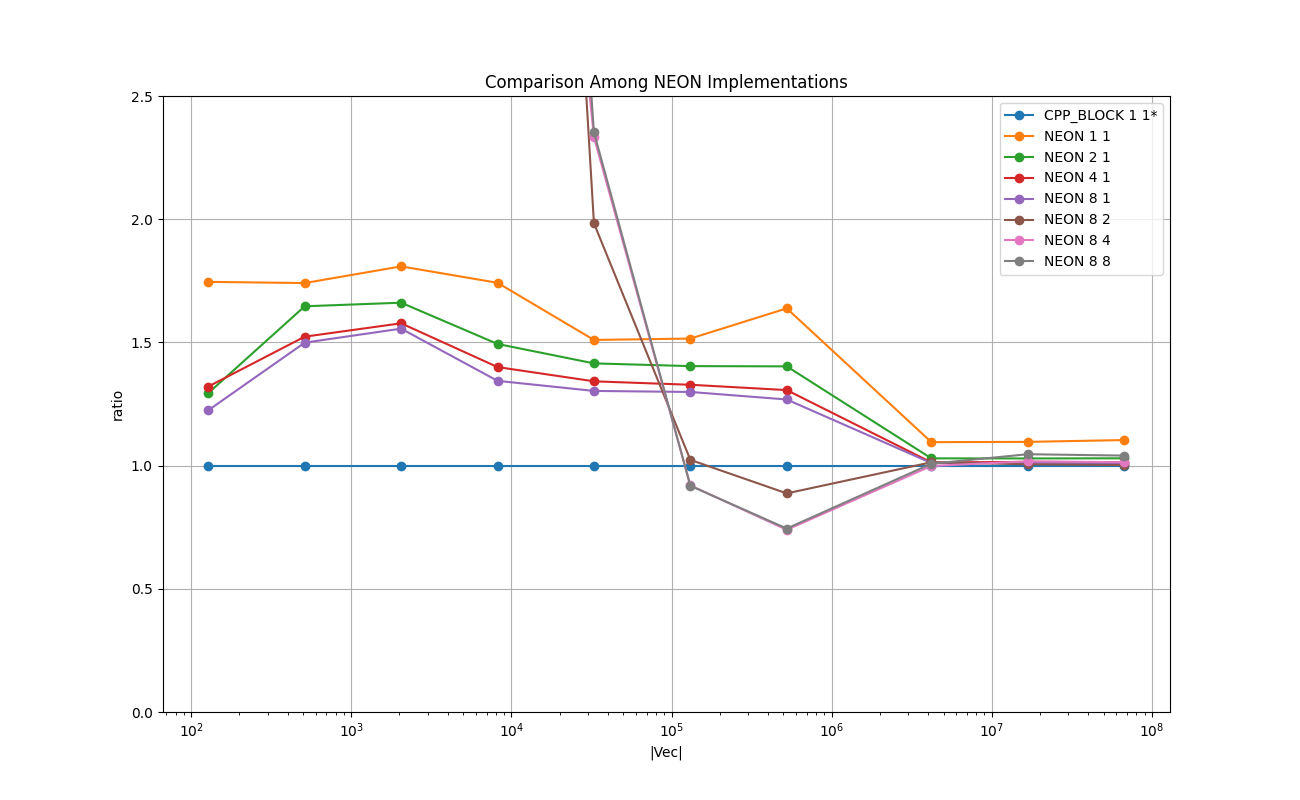 Comparison Among NEON Implementations
2.5
2.0
1.5
1.0
0.5
0.0
ratio
CPP_BLOCK 1 1*
NEON 1 1
NEON 2 1
NEON 4 1
NEON 8 1
NEON 8 2
NEON 8 4
NEON 8 8
10² 10³ 10⁴ 10⁵ 10⁶ 10⁷ 10⁸
|Vec|